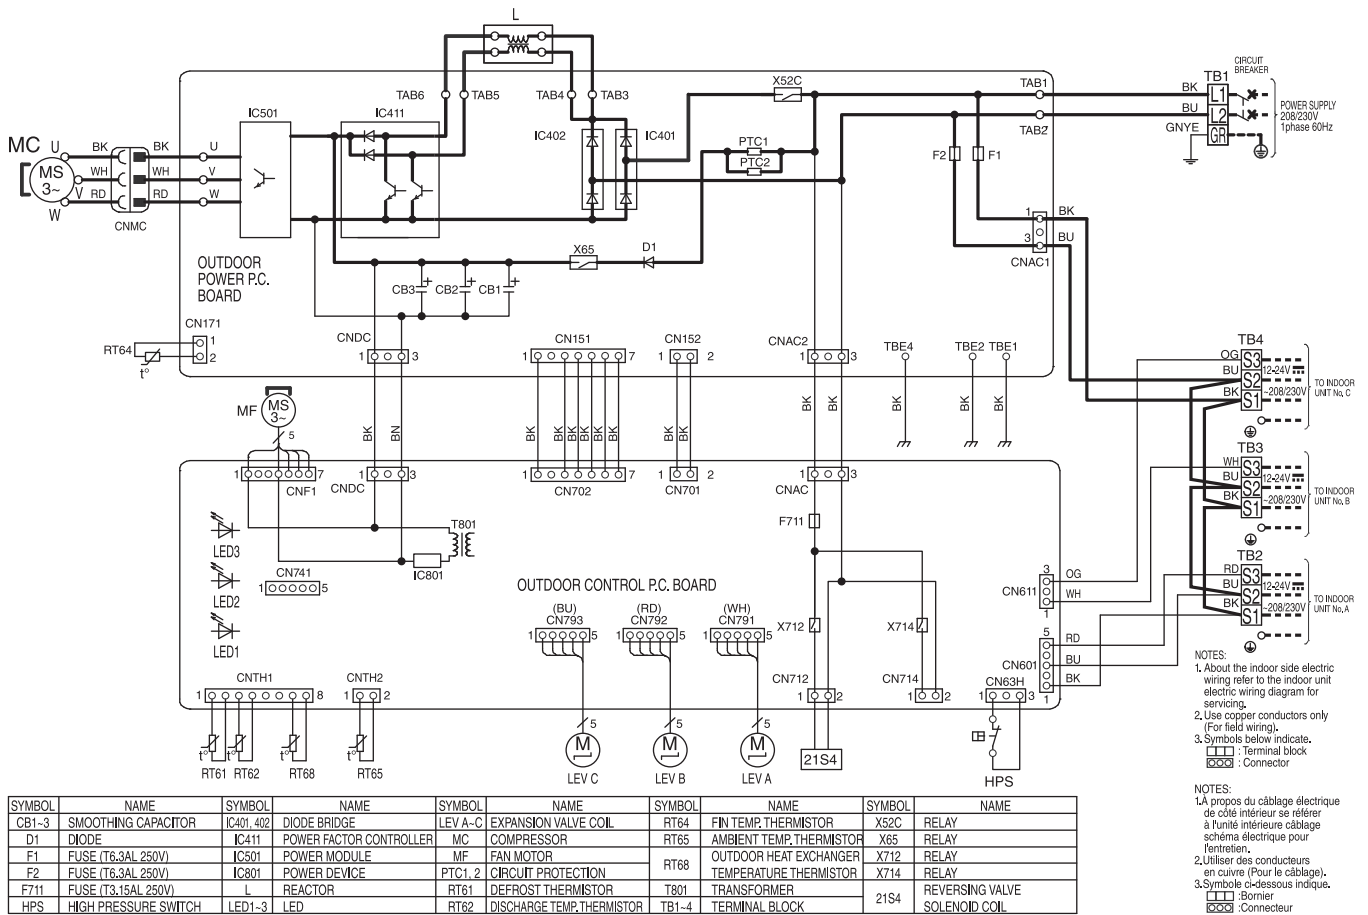 L
CIRCUIT
BREAKER
TB1
TAB6 TAB5 TAB4 TAB3
X52C
TAB1
BK L1
POWER SUPPLY
208/230V
1phase 60Hz
IC501 IC411
TAB2
BU L2
GNYE GR
IC402 IC401
PTC1
PTC2
F2 F1
MC
U BK BK U
MS
3~
WH WH V
V RD RD W
W
CNMC
1 BK
3 BU
CNAC1
X65 D1
OUTDOOR
POWER P.C.
BOARD
CB3 + CB2 + CB1 +
CN171
1
2
RT64
t°
CNDC
1 3
CN151
1 7
CN152
1 2
CNAC2
1 3
TBE4 TBE2 TBE1
TB4
OG S3
BU S2
BK S1
12-24V
~208/230V
TO INDOOR
UNIT No. C
MF
MS
3~
5
BK BN
BK BK BK BK BK BK
BK BK
BK BK
BK BK BK
TB3
WH S3
BU S2
BK S1
12-24V
~208/230V
TO INDOOR
UNIT No. B
1 7
CNF1
1 3
CNDC
1 7
CN702
1 2
CN701
1 3
CNAC
F711
T801
IC801
LED3
LED2
LED1
CN741
1 5
OUTDOOR CONTROL P.C. BOARD
TB2
RD S3
BU S2
BK S1
12-24V
~208/230V
TO INDOOR
UNIT No. A
3 OG
CN611
WH
1
5 RD
CN601 BU
BK
1
(BU)
CN793
1 5
(RD)
CN792
1 5
(WH)
CN791
1 5
X712 X714
CN712
1 2
CN714
1 2
CN63H
1 3
CNTH1
1 8
CNTH2
1 2
t° t° t° t°
RT61 RT62 RT68 RT65
5 5 5
M M M
LEV C LEV B LEV A
21S4
HPS
NOTES:
1. About the indoor side electric
wiring refer to the indoor unit
electric wiring diagram for
servicing.
2. Use copper conductors only
(For field wiring).
3. Symbols below indicate.
: Terminal block
: Connector
NOTES:
1.À propos du câblage électrique
de côté intérieur se référer
à l'unité intérieure câblage
schéma électrique pour
l'entretien.
2.Utiliser des conducteurs
en cuivre (Pour le câblage).
3.Symbole ci-dessous indique.
:Bornier
:Connecteur
SYMBOL NAME SYMBOL NAME SYMBOL NAME SYMBOL NAME SYMBOL NAME
CB1~3 SMOOTHING CAPACITOR IC401, 402 DIODE BRIDGE LEV A~C EXPANSION VALVE COIL RT64 FIN TEMP. THERMISTOR X52C RELAY
D1 DIODE IC411 POWER FACTOR CONTROLLER MC COMPRESSOR RT65 AMBIENT TEMP. THERMISTOR X65 RELAY
F1 FUSE (T6.3AL 250V) IC501 POWER MODULE MF FAN MOTOR RT68 OUTDOOR HEAT EXCHANGER X712 RELAY
F2 FUSE (T6.3AL 250V) IC801 POWER DEVICE PTC1, 2 CIRCUIT PROTECTION TEMPERATURE THERMISTOR X714 RELAY
F711 FUSE (T3.15AL 250V) L REACTOR RT61 DEFROST THERMISTOR T801 TRANSFORMER 21S4 REVERSING VALVE
HPS HIGH PRESSURE SWITCH LED1~3 LED RT62 DISCHARGE TEMP. THERMISTOR TB1~4 TERMINAL BLOCK SOLENOID COIL